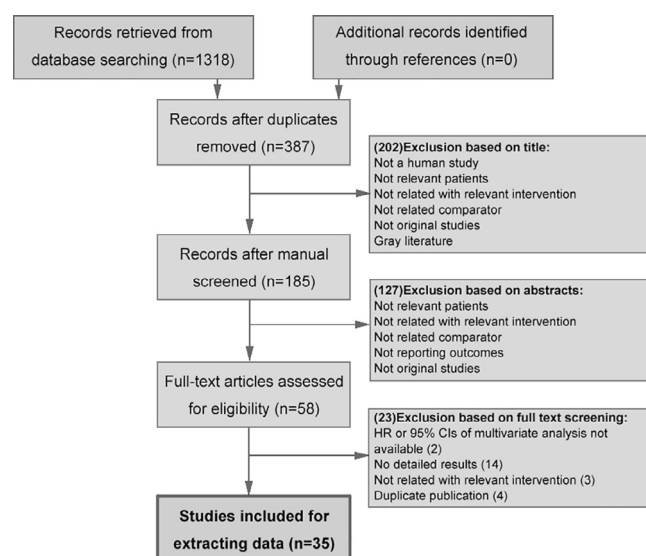 Records retrieved from
database searching (n=1318)
Additional records identified
through references (n=0)
Records after duplicates
removed (n=387)
(202)Exclusion based on title:
Not a human study
Not relevant patients
Not related with relevant intervention
Not related comparator
Not original studies
Gray literature
Records after manual
screened (n=185)
(127)Exclusion based on abstracts:
Not relevant patients
Not related with relevant intervention
Not related comparator
Not reporting outcomes
Not original studies
Full-text articles assessed
for eligibility (n=58)
(23)Exclusion based on full text screening:
HR or 95% CIs of multivariate analysis not
available (2)
No detailed results (14)
Not related with relevant intervention (3)
Duplicate publication (4)
Studies included for
extracting data (n=35)